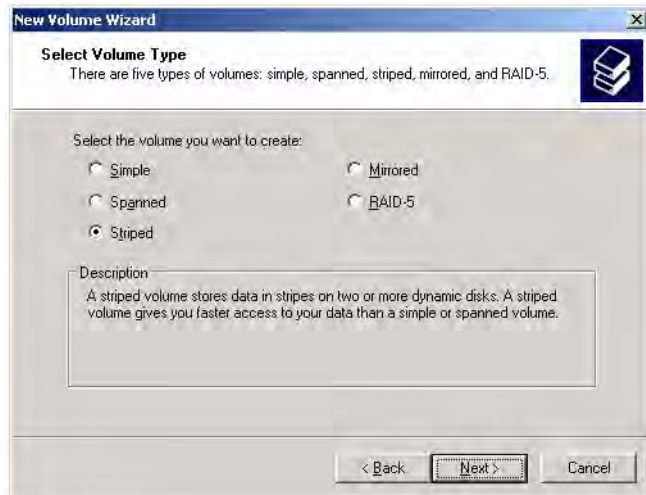 New Volume Wizard
Select Volume Type
There are five types of volumes: simple, spanned, striped, mirrored, and RAID-5.
Select the volume you want to create:
Simple
Mirrored
Spanned
RAID-5
Striped
Description
A striped volume stores data in stripes on two or more dynamic disks. A striped
volume gives you faster access to your data than a simple or spanned volume.
< Back
Next >
Cancel